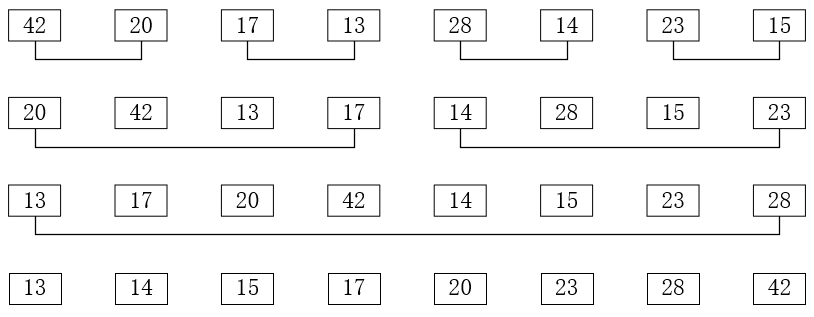 42 20 17 13 28 14 23 15
20 42 13 17 14 28 15 23
13 17 20 42 14 15 23 28
13 14 15 17 20 23 28 42